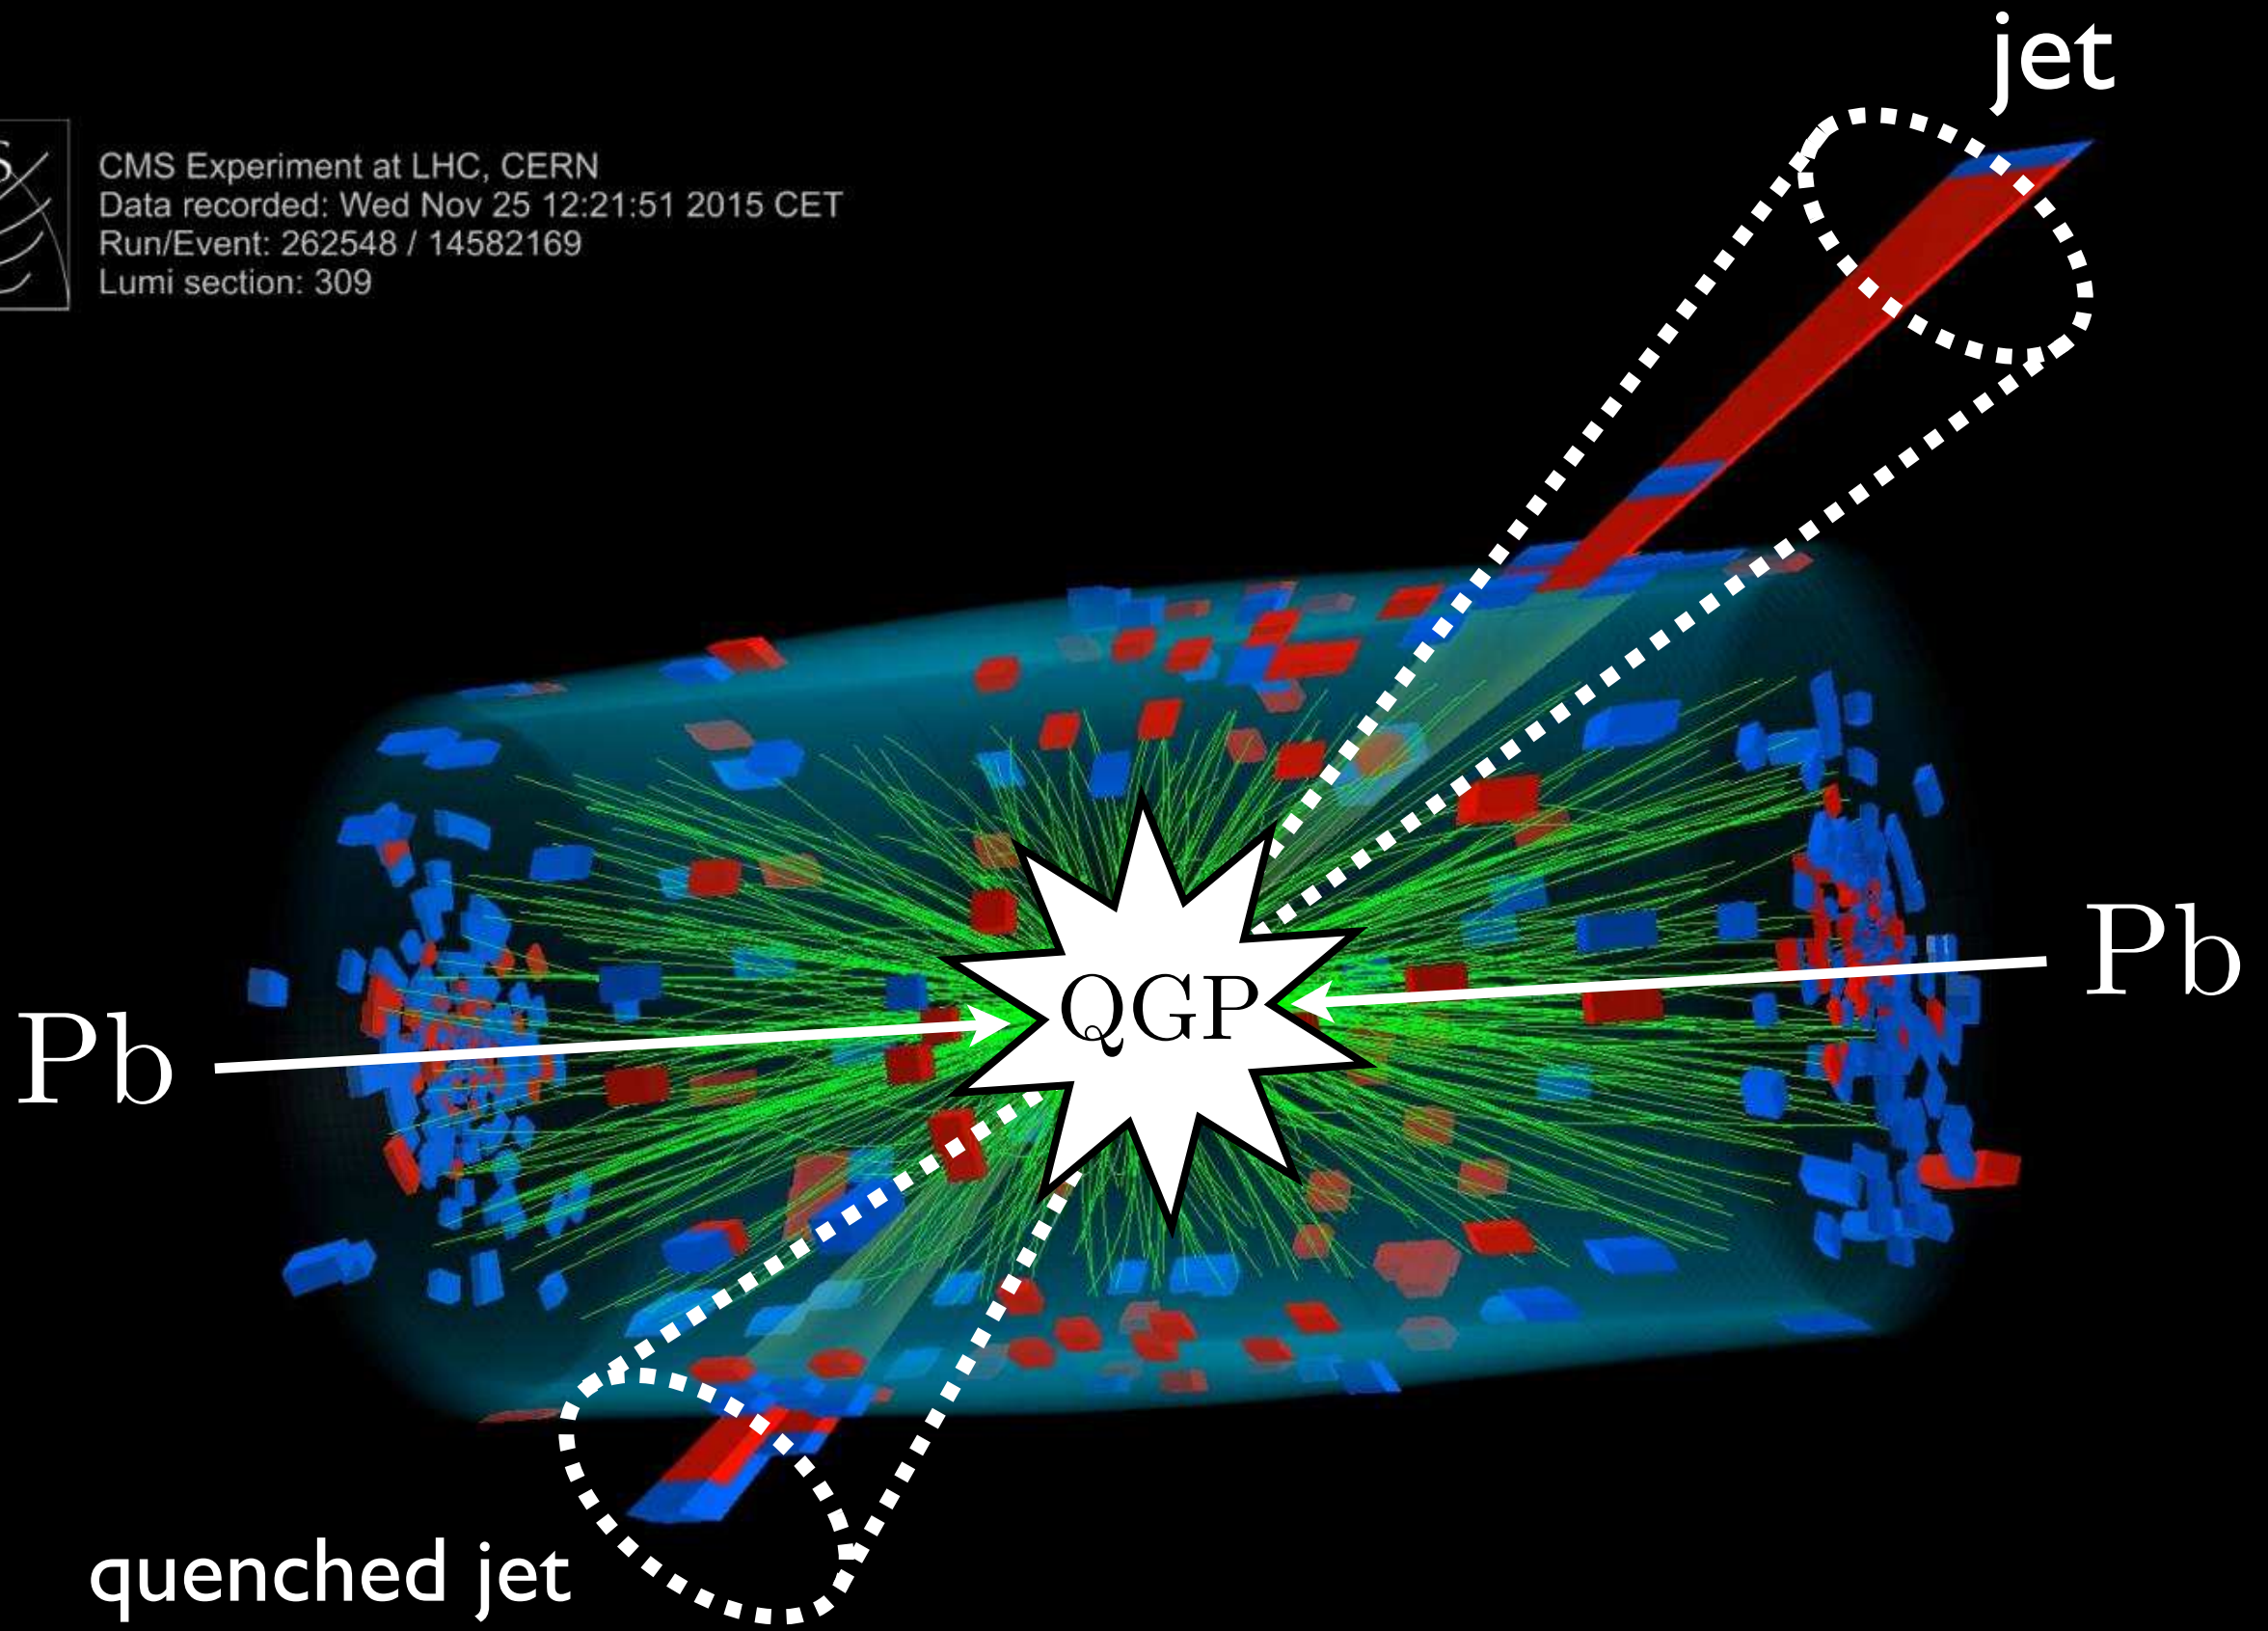 jet
CMS Experiment at LHC, CERN
Data recorded: Wed Nov 25 12:21:51 2015 CET
Run/Event: 262548 / 14582169
Lumi section: 309
Pb
QGP
Pb
quenched jet